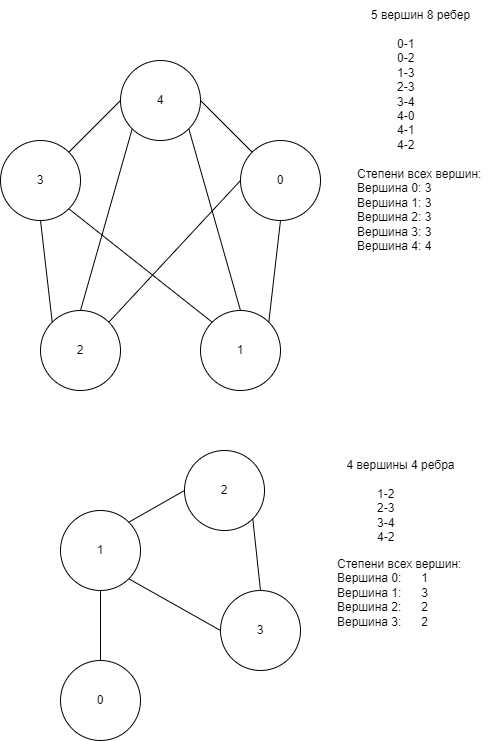 5 вершин 8 ребер
0-1
0-2
1-3
2-3
3-4
4-0
4-1
4-2
Степени всех вершин:
Вершина 0: 3
Вершина 1: 3
Вершина 2: 3
Вершина 3: 3
Вершина 4: 4
4
3
0
2
1
4 вершины 4 ребра
1-2
2-3
3-4
4-2
Степени всех вершин:
Вершина 0: 1
Вершина 1: 3
Вершина 2: 2
Вершина 3: 2
2
1
3
0